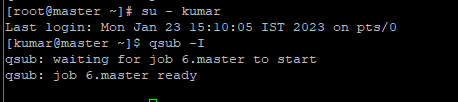 [root@master ~]# su - kumar
Last login: Mon Jan 23 15:10:05 IST 2023 on pts/0
[kumar@master ~]$ qsub -I
qsub: waiting for job 6.master to start
qsub: job 6.master ready